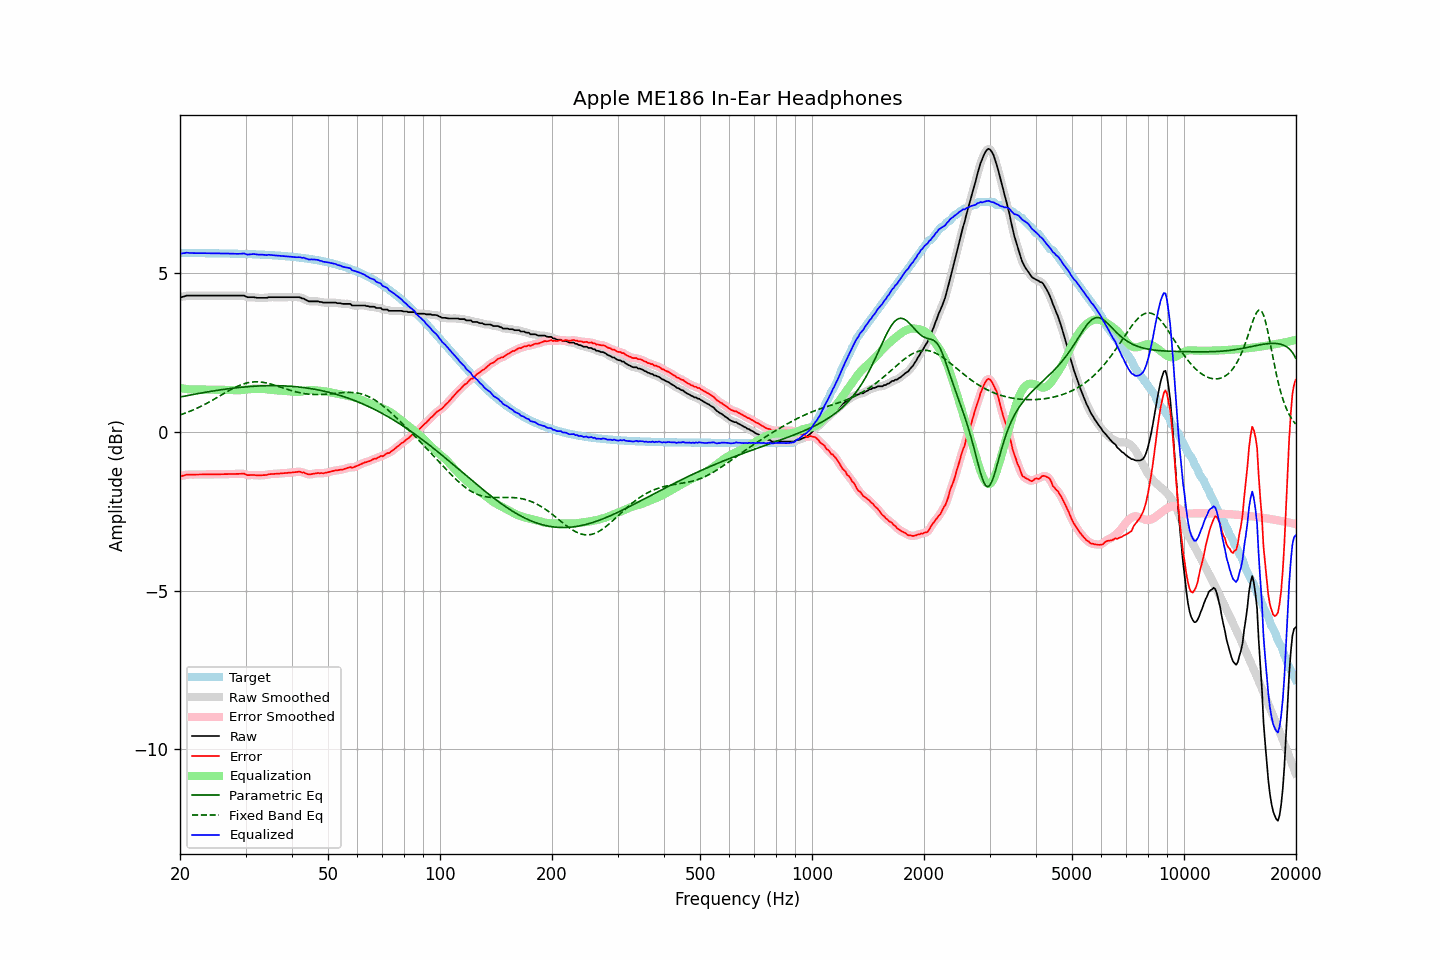 Apple ME186 In-Ear Headphones
Amplitude (dBr)
5
0
−5
−10
Target
Raw Smoothed
Error Smoothed
Raw
Error
Equalization
Parametric Eq
Fixed Band Eq
Equalized
20 50 100 200 500 1000 2000 5000 10000 20000
Frequency (Hz)